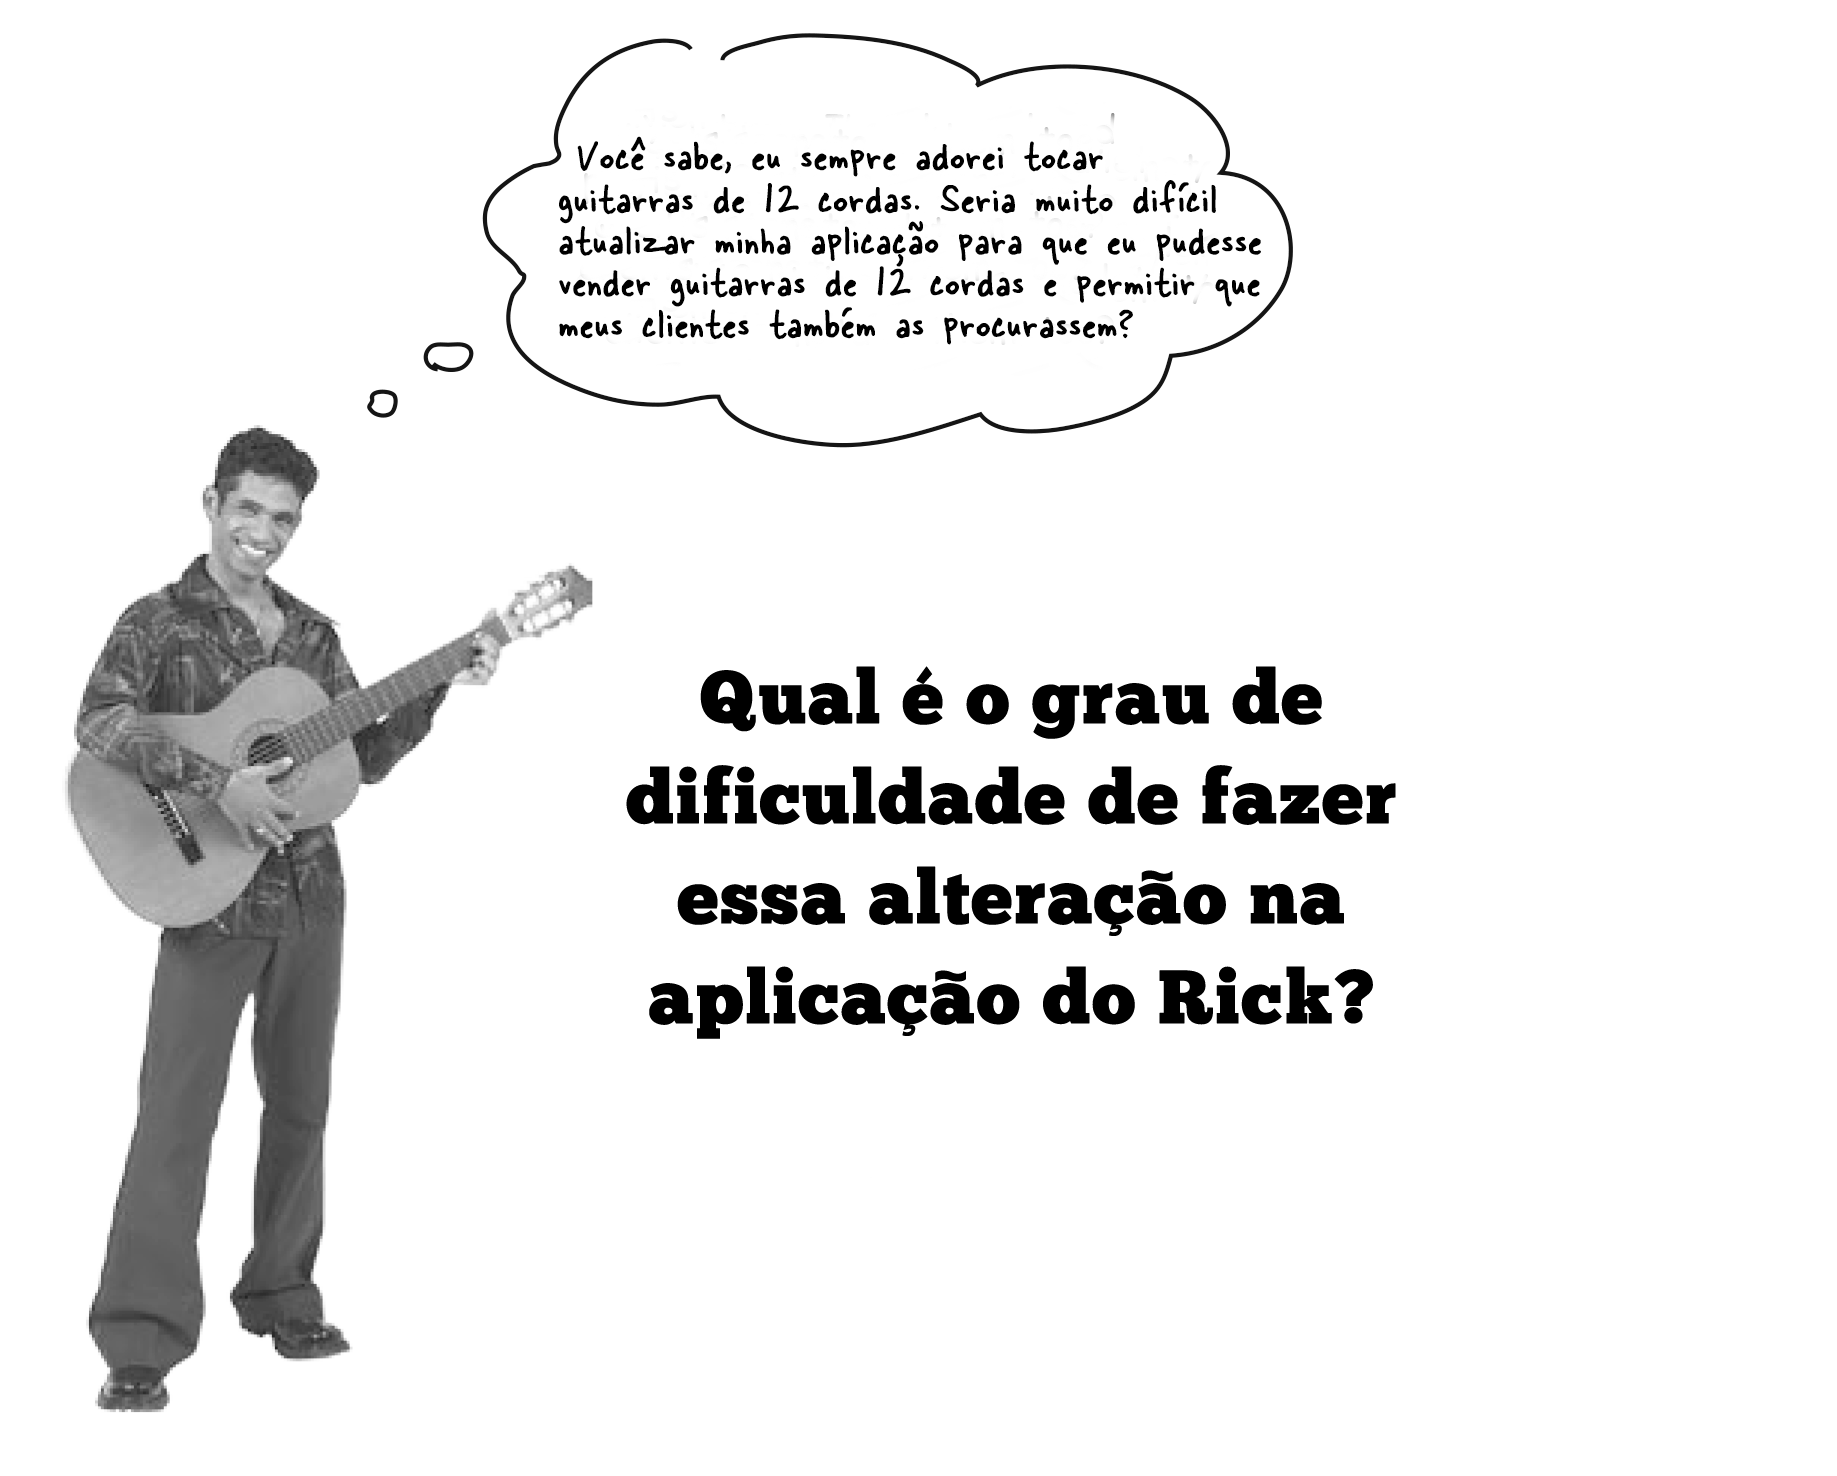 Você sabe, eu sempre adorei tocar
guitarras de 12 cordas. Seria muito difícil
atualizar minha aplicação para que eu pudesse
vender guitarras de 12 cordas e permitir que
meus clientes também as procurassem?
Qual é o grau de
dificuldade de fazer
essa alteração na
aplicação do Rick?